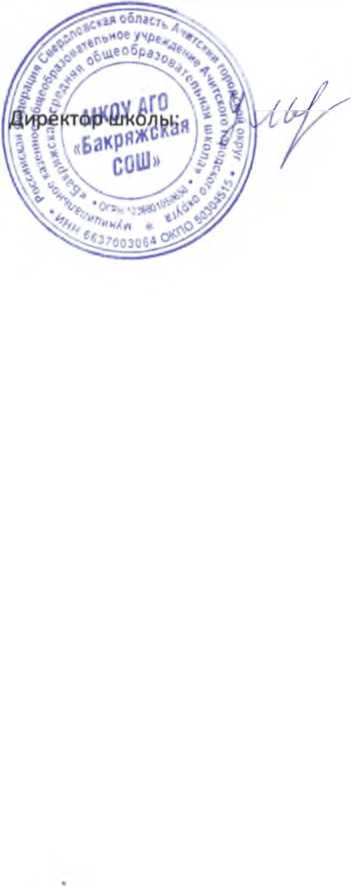 Российская Федерация Свердловская область Ачитский городской округ
муниципальное казенное общеобразовательное учреждение Ачитского городского округа
«Бакряжская средняя общеобразовательная школа»
ИНН 6637003064 ОКПО 50304515
ОГРН
Директор школы:
МКОУ АГО
«Бакряжская
СОШ»